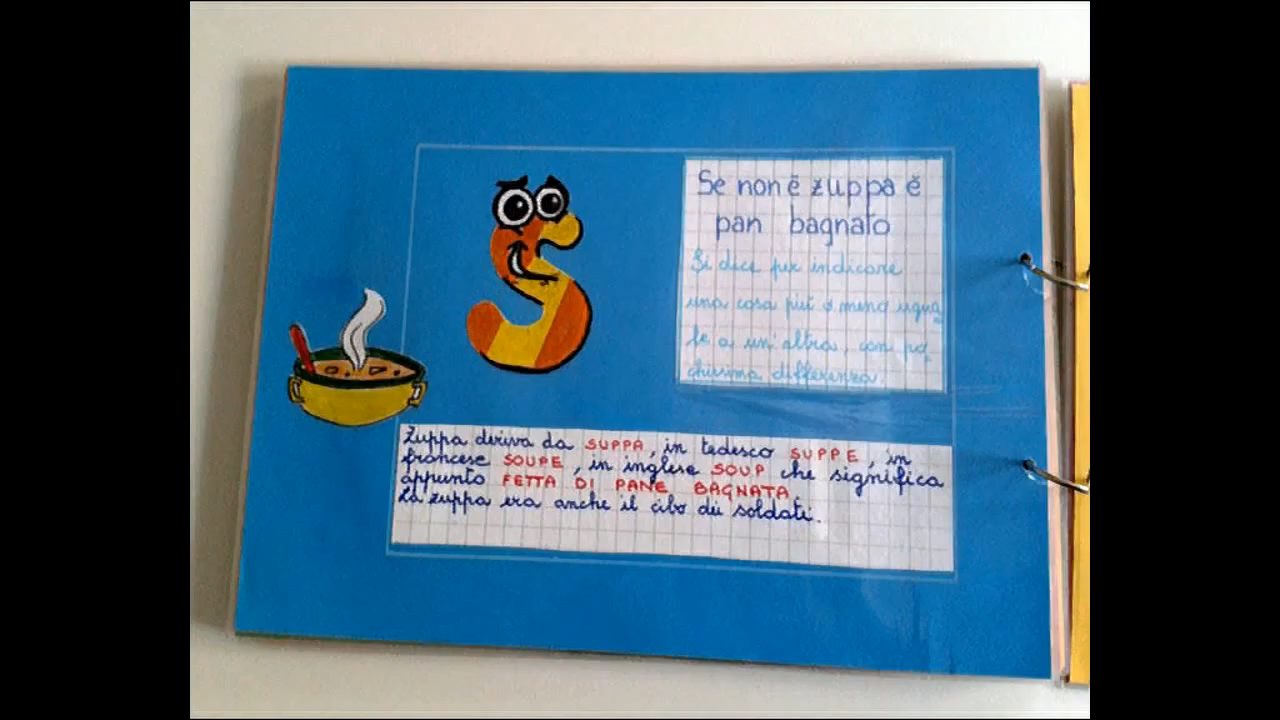 Se non è zuppa è
pan bagnato
Si dice per indicare
una cosa più o meno ugua
le a un'altra, con po
chissima differenza.
Zuppa deriva da SUPPA, in tedesco SUPPE, in
francese SOUPE, in inglese SOUP che significa
appunto FETTA DI PANE BAGNATA
La zuppa era anche il cibo dei soldati.